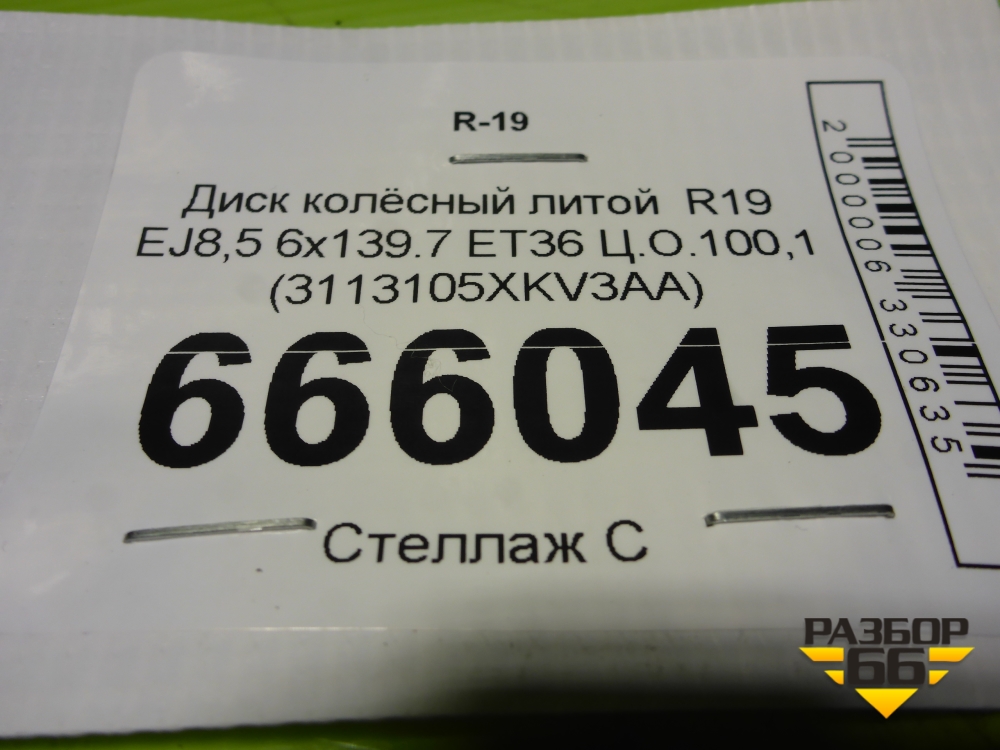 R-19
Диск колёсный литой R19
EJ8,5 6x139.7 ET36 Ц.О.100,1
(3113105XKV3AA)
666045
Стеллаж С
2000006330635
РАЗБОР
66